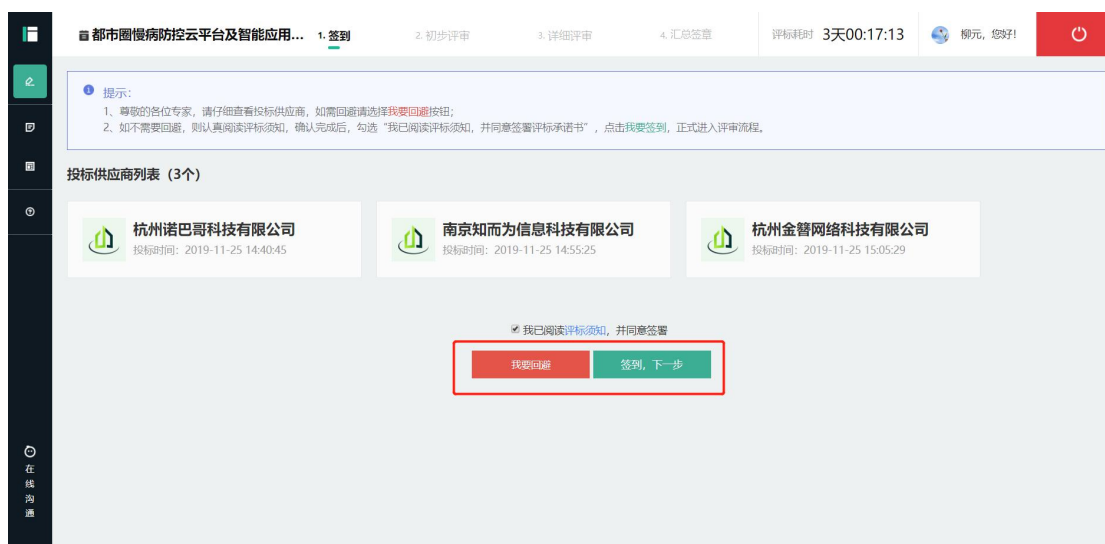 都市圈慢病防控云平台及智能应用... 1. 签到 2. 初步评审 3. 详细评审 4. 汇总签章 评标耗时 3天00:17:13 柳元，您好!
提示：
1、尊敬的各位专家，请仔细查看投标供应商，如需回避请选择我要回避按钮；
2、如不需要回避，则认真阅读评标须知，确认完成后，勾选“我已阅读评标须知，并同意签署评标承诺书”，点击我要签到，正式进入评审流程。
投标供应商列表（3个）
杭州诺巴哥科技有限公司
投标时间：2019-11-25 14:40:45
南京知而为信息科技有限公司
投标时间：2019-11-25 14:55:25
杭州金簪网络科技有限公司
投标时间：2019-11-25 15:05:29
我已阅读评标须知，并同意签署
我要回避 签到，下一步
在
线
沟
通